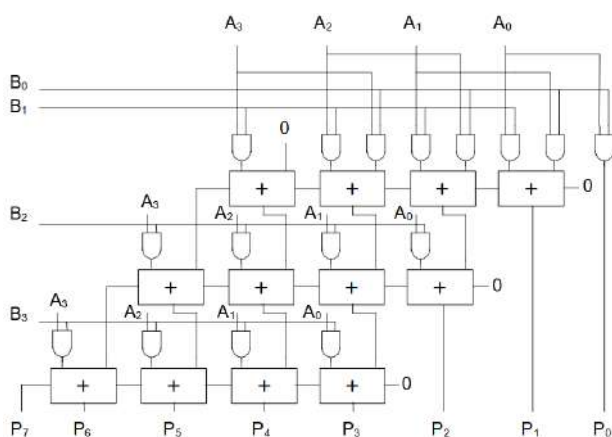 A₃ A₂ A₁ A₀
B₀
B₁
0
+ + + + 0
A₃ A₂ A₁ A₀
B₂
+ + + + 0
A₃ A₂ A₁ A₀
B₃
+ + + + 0
P₇ P₆ P₅ P₄ P₃ P₂ P₁ P₀